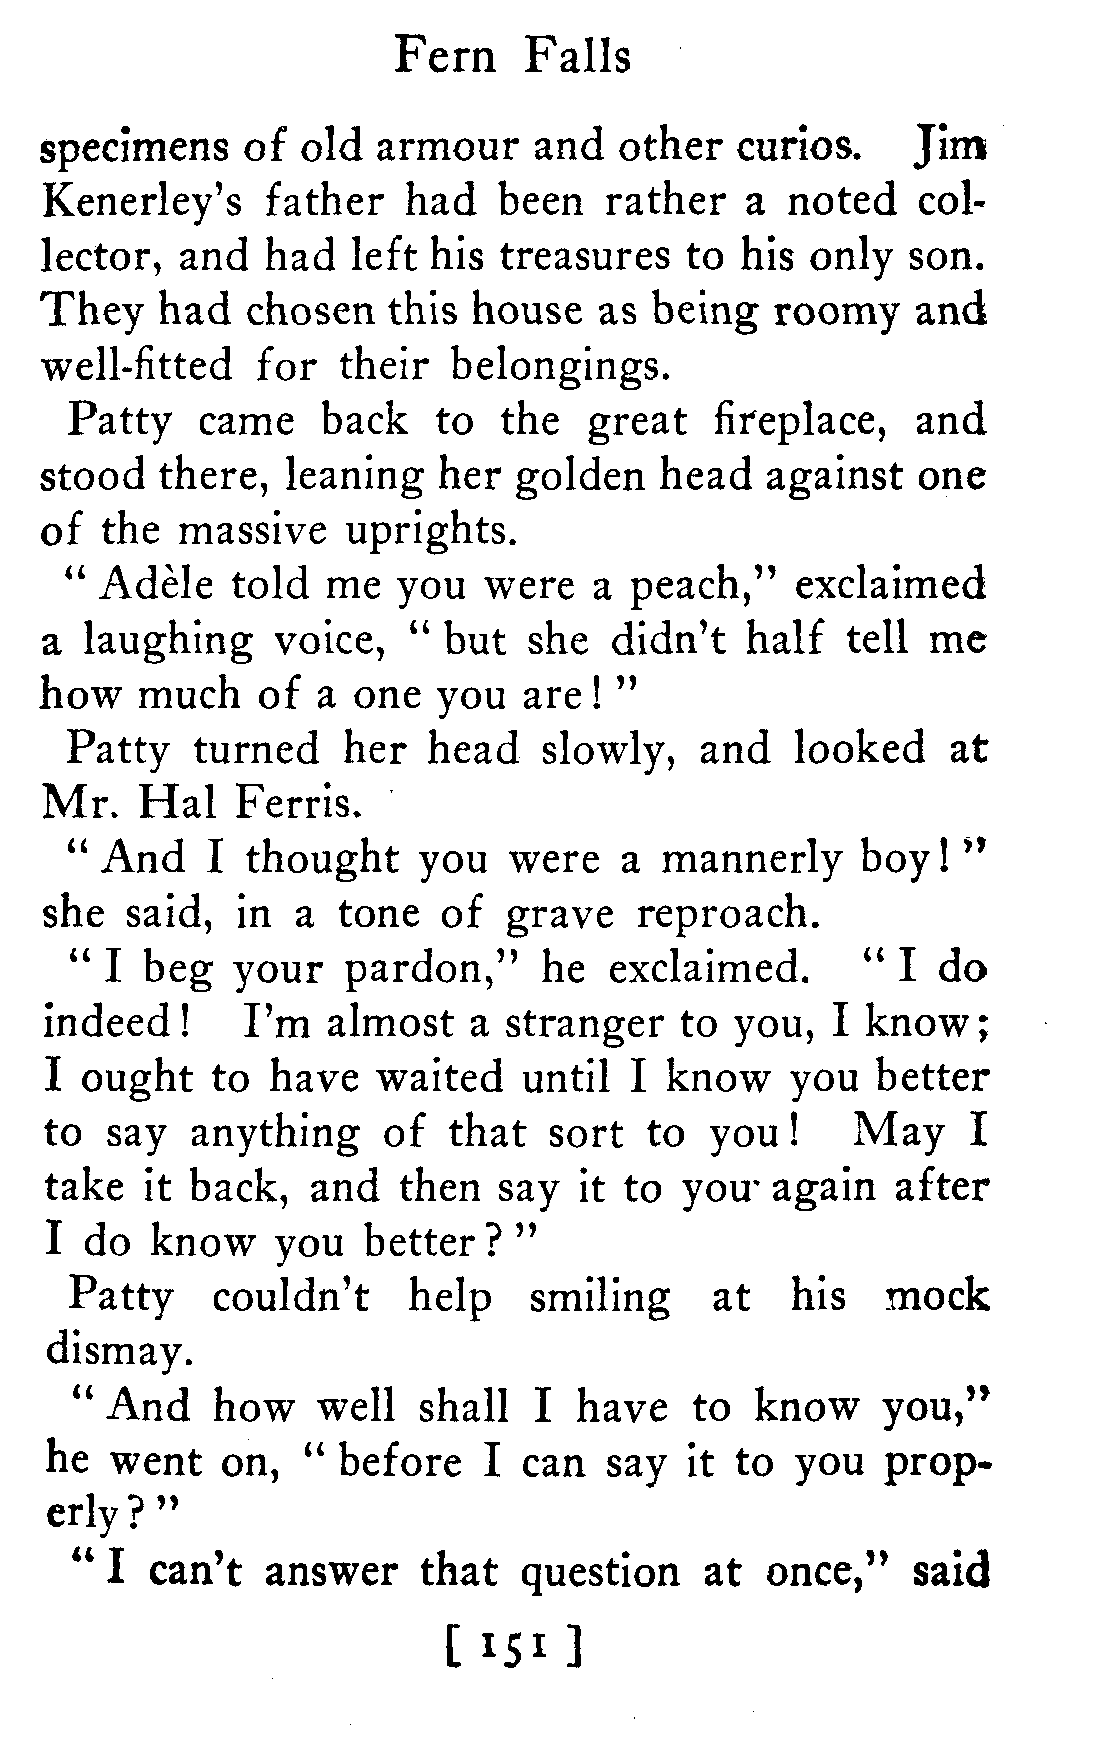 Fern Falls
specimens of old armour and other curios. Jim
Kenerley's father had been rather a noted col-
lector, and had left his treasures to his only son.
They had chosen this house as being roomy and
well-fitted for their belongings.
Patty came back to the great fireplace, and
stood there, leaning her golden head against one
of the massive uprights.
" Adèle told me you were a peach," exclaimed
a laughing voice, " but she didn't half tell me
how much of a one you are! "
Patty turned her head slowly, and looked at
Mr. Hal Ferris.
" And I thought you were a mannerly boy! "
she said, in a tone of grave reproach.
" I beg your pardon," he exclaimed. " I do
indeed! I'm almost a stranger to you, I know;
I ought to have waited until I know you better
to say anything of that sort to you! May I
take it back, and then say it to you again after
I do know you better? "
Patty couldn't help smiling at his mock
dismay.
" And how well shall I have to know you,"
he went on, " before I can say it to you prop-
erly? "
" I can't answer that question at once," said
[ 151 ]